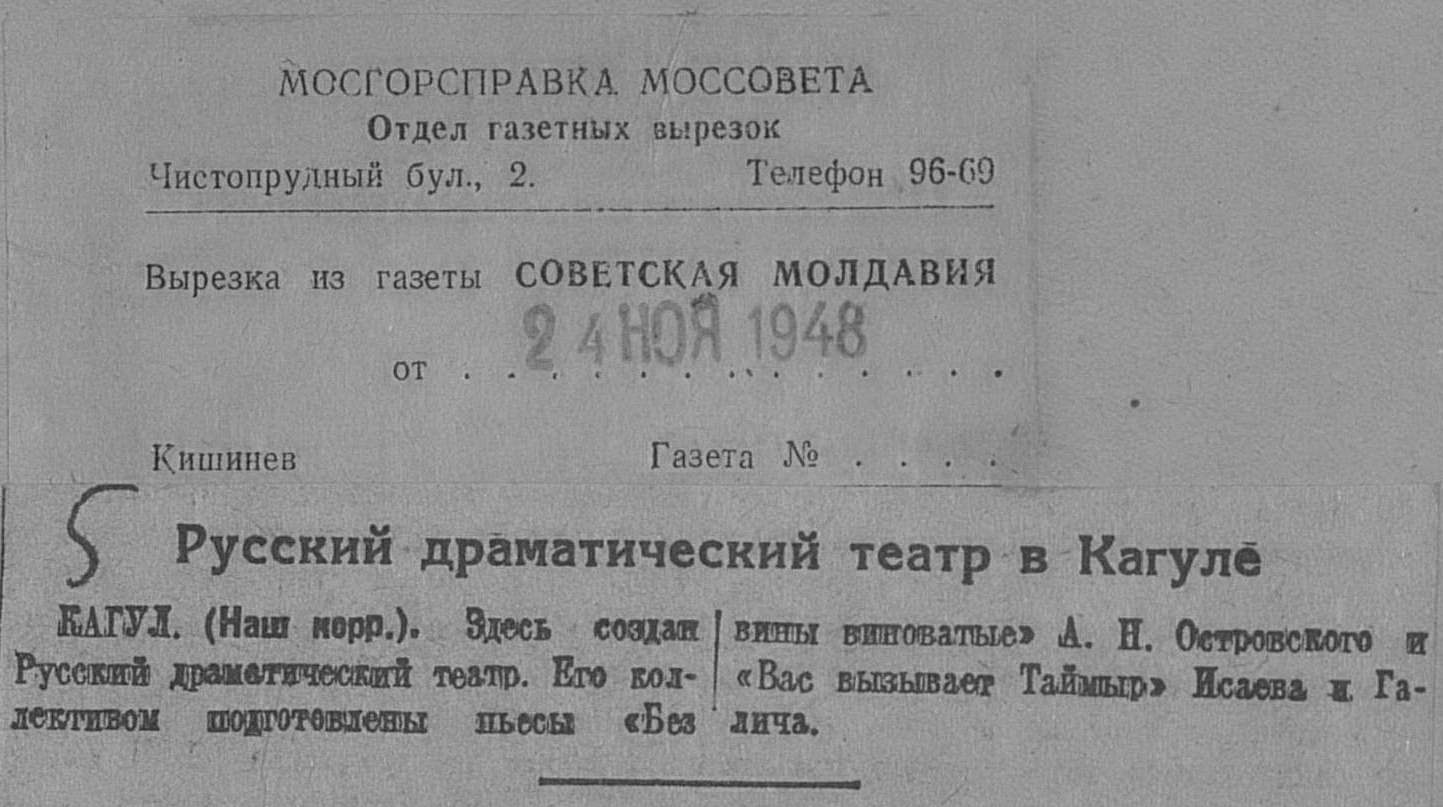 МОСГОРСПРАВКА МОССОВЕТА
Отдел газетных вырезок
Чистопрудный бул., 2. Телефон 96-69
Вырезка из газеты СОВЕТСКАЯ МОЛДАВИЯ
24 НОЯ 1948
от . . . . . . . . . . . . .
Кишинев Газета № . . . .
Русский драматический театр в Кагуле
КАГУЛ. (Наш корр.). Здесь создан
Русский драматический театр. Его кол-
лективом подготовлены пьесы «Без
вины виноватые» А. Н. Островского и
«Вас вызывает Таймыр» Исаева и Га-
лича.